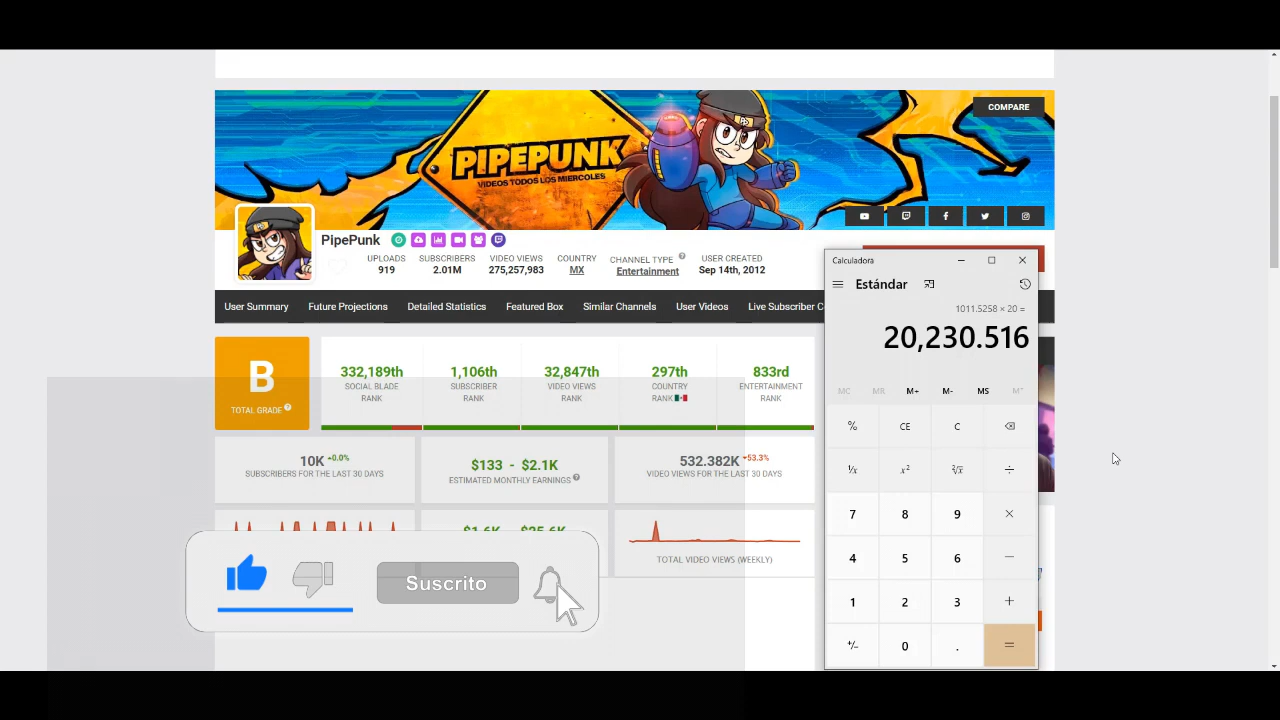 COMPARE
PIPEPUNK
VIDEOS TODOS LOS MIERCOLES
PipePunk
UPLOADS
919
SUBSCRIBERS
2.01M
VIDEO VIEWS
275,257,983
COUNTRY
MX
CHANNEL TYPE
Entertainment
USER CREATED
Sep 14th, 2012
User Summary
Future Projections
Detailed Statistics
Featured Box
Similar Channels
User Videos
Live Subscriber C
B
TOTAL GRADE
332,189th
SOCIAL BLADE
RANK
1,106th
SUBSCRIBER
RANK
32,847th
VIDEO VIEWS
RANK
297th
COUNTRY
RANK
833rd
ENTERTAINMENT
RANK
10K +0.0%
SUBSCRIBERS FOR THE LAST 30 DAYS
$133 - $2.1K
ESTIMATED MONTHLY EARNINGS
532.382K -53.3%
VIDEO VIEWS FOR THE LAST 30 DAYS
$1.6K - $25.6K
TOTAL VIDEO VIEWS (WEEKLY)
Suscrito
Calculadora
Estándar
1011.5258 × 20 =
20,230.516
MC MR M+ M- MS M˅
% CE C
¹/x x² ²√x ÷
7 8 9 ×
4 5 6 −
1 2 3 +
+/− 0 . =